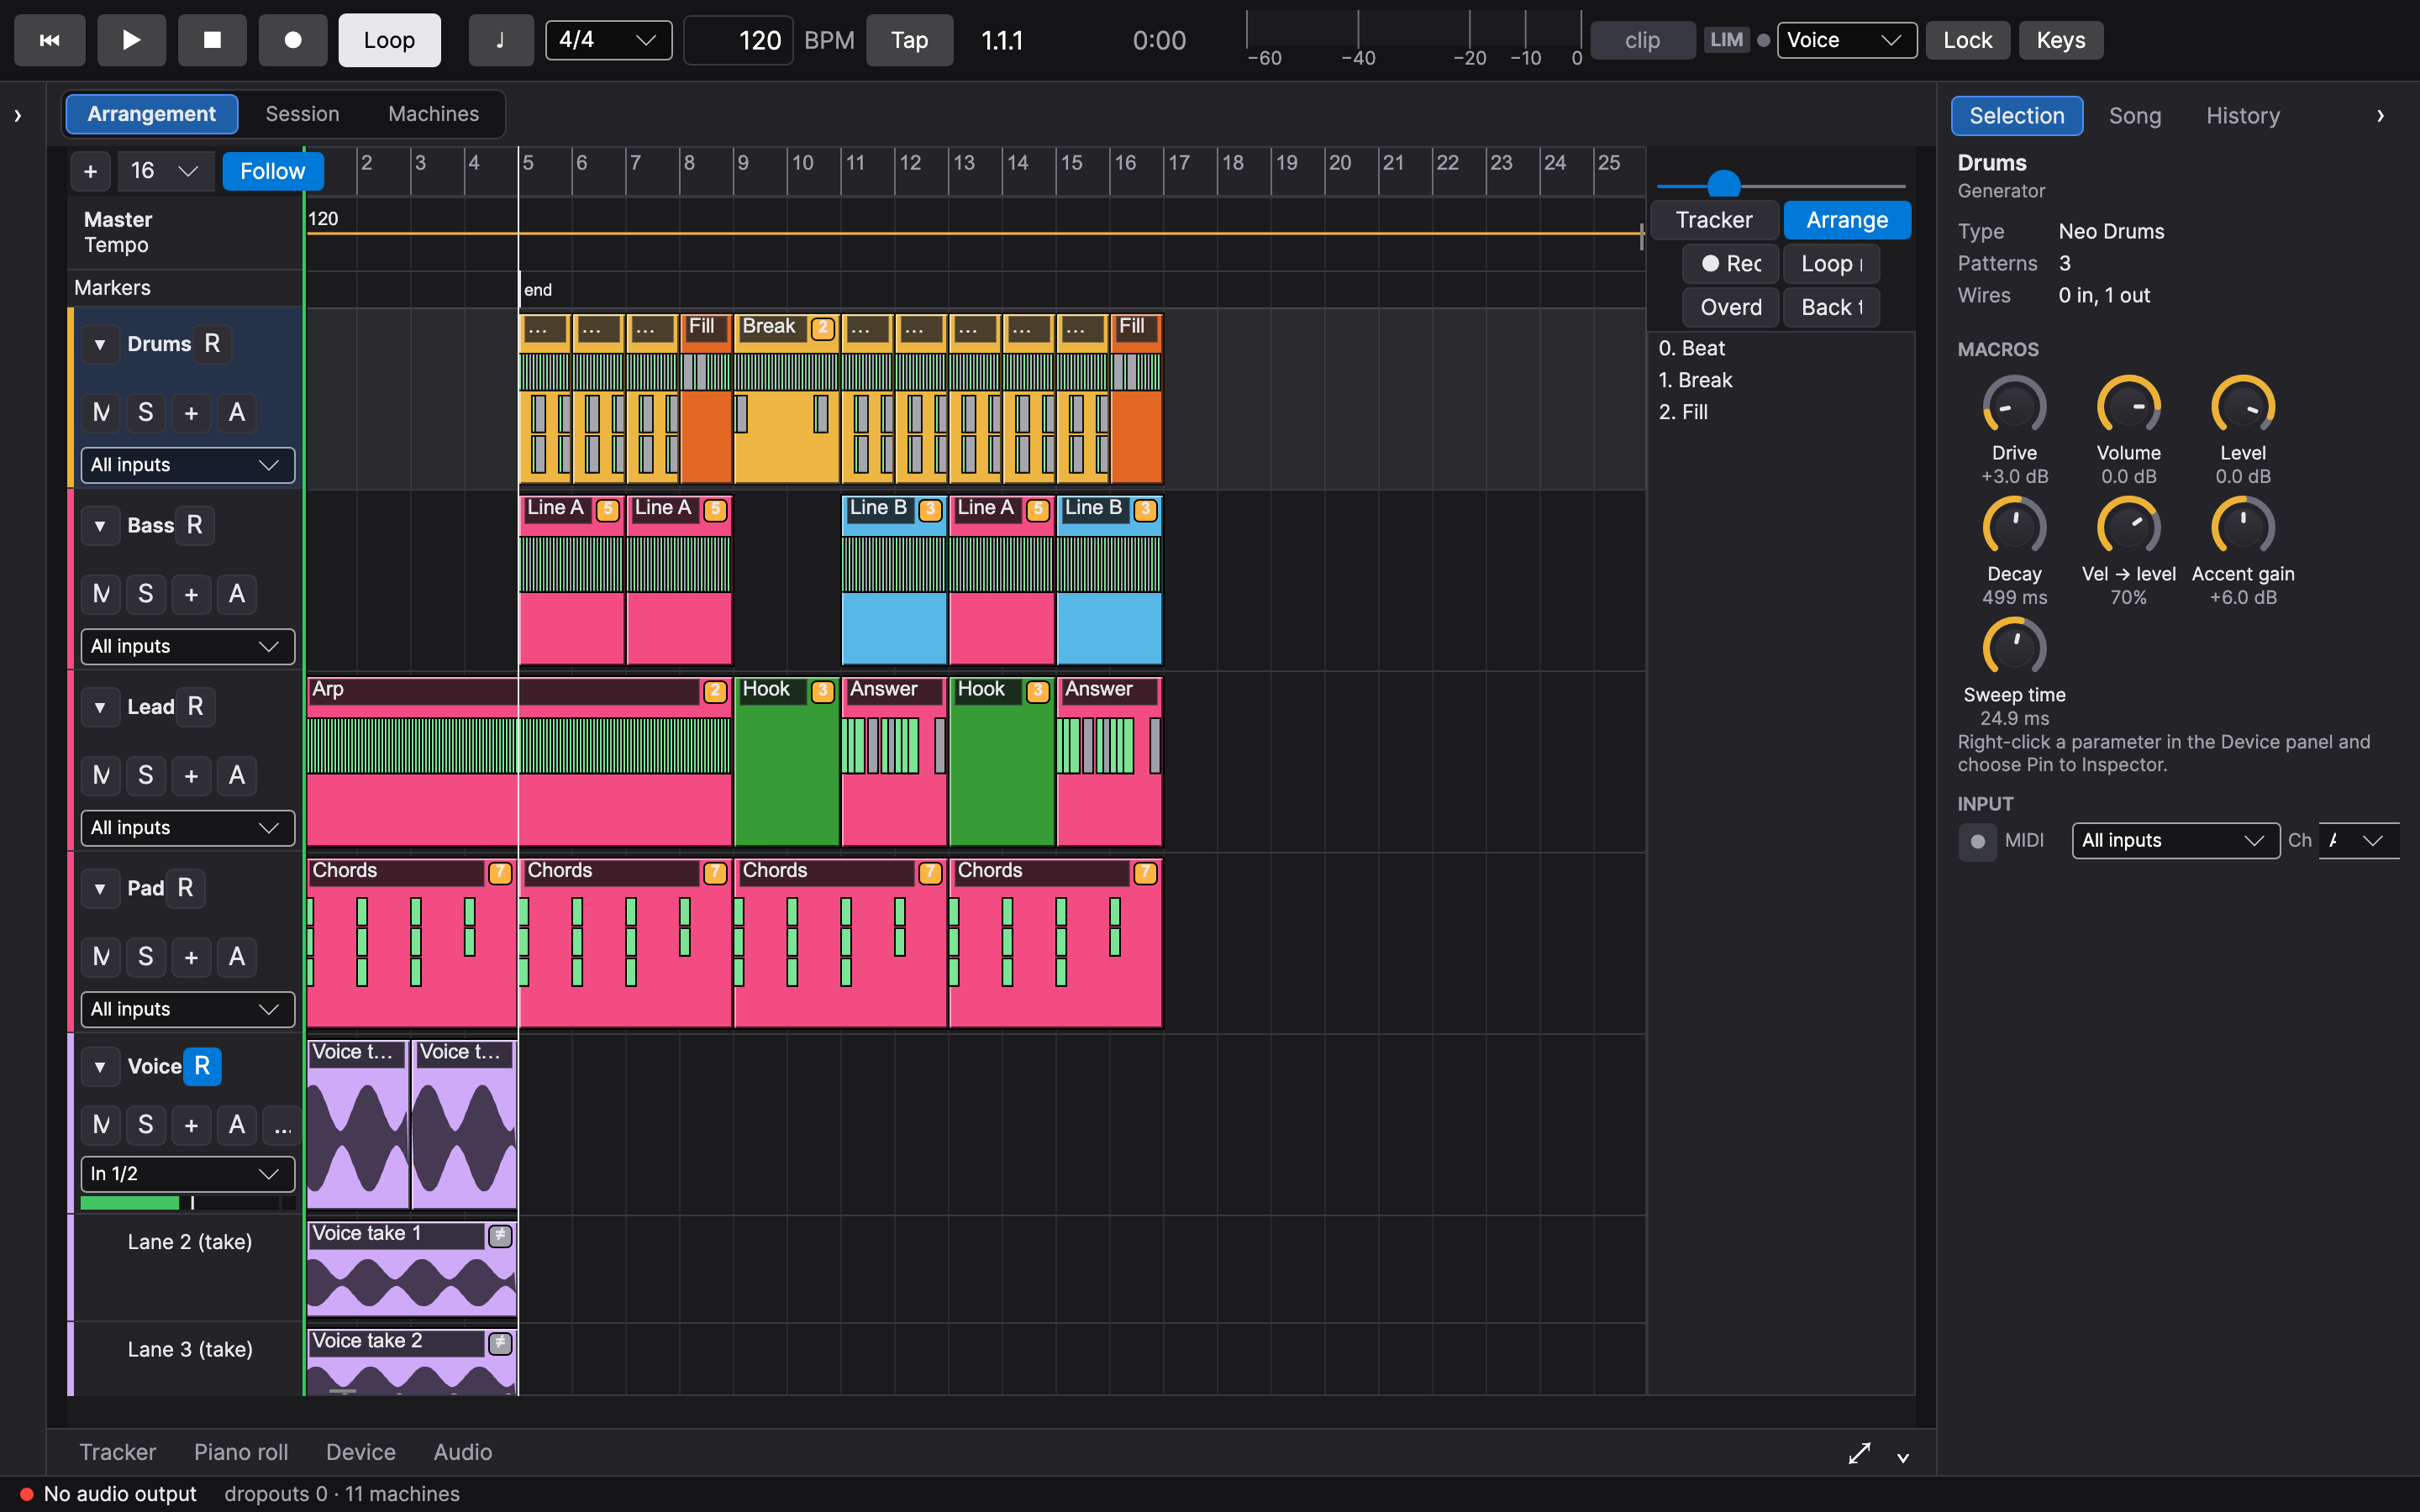 Loop
4/4
120 BPM
Tap
1.1.1
0:00
-60 -40 -20 -10 0
clip
LIM
Voice
Lock
Keys
Arrangement Session Machines
Selection Song History
+ 16 Follow
2 3 4 5 6 7 8 9 10 11 12 13 14 15 16 17 18 19 20 21 22 23 24 25
Master
Tempo
120
Markers
end
Tracker Arrange
Rec Loop
Overd Back t
0. Beat
1. Break
2. Fill
Drums R
M S + A
All inputs
... ... ... Fill Break 2 ... ... ... ... ... Fill
Bass R
M S + A
All inputs
Line A 5 Line A 5 Line B 3 Line A 5 Line B 3
Lead R
M S + A
All inputs
Arp 2 Hook 3 Answer Hook 3 Answer
Pad R
M S + A
All inputs
Chords 7 Chords 7 Chords 7 Chords 7
Voice R
M S + A ...
In 1/2
Voice t... Voice t...
Lane 2 (take)
Voice take 1 ≠
Lane 3 (take)
Voice take 2 ≠
Drums
Generator
Type Neo Drums
Patterns 3
Wires 0 in, 1 out
MACROS
Drive Volume Level
+3.0 dB 0.0 dB 0.0 dB
Decay Vel → level Accent gain
499 ms 70% +6.0 dB
Sweep time
24.9 ms
Right-click a parameter in the Device panel and
choose Pin to Inspector.
INPUT
MIDI All inputs Ch
Tracker Piano roll Device Audio
No audio output dropouts 0 · 11 machines